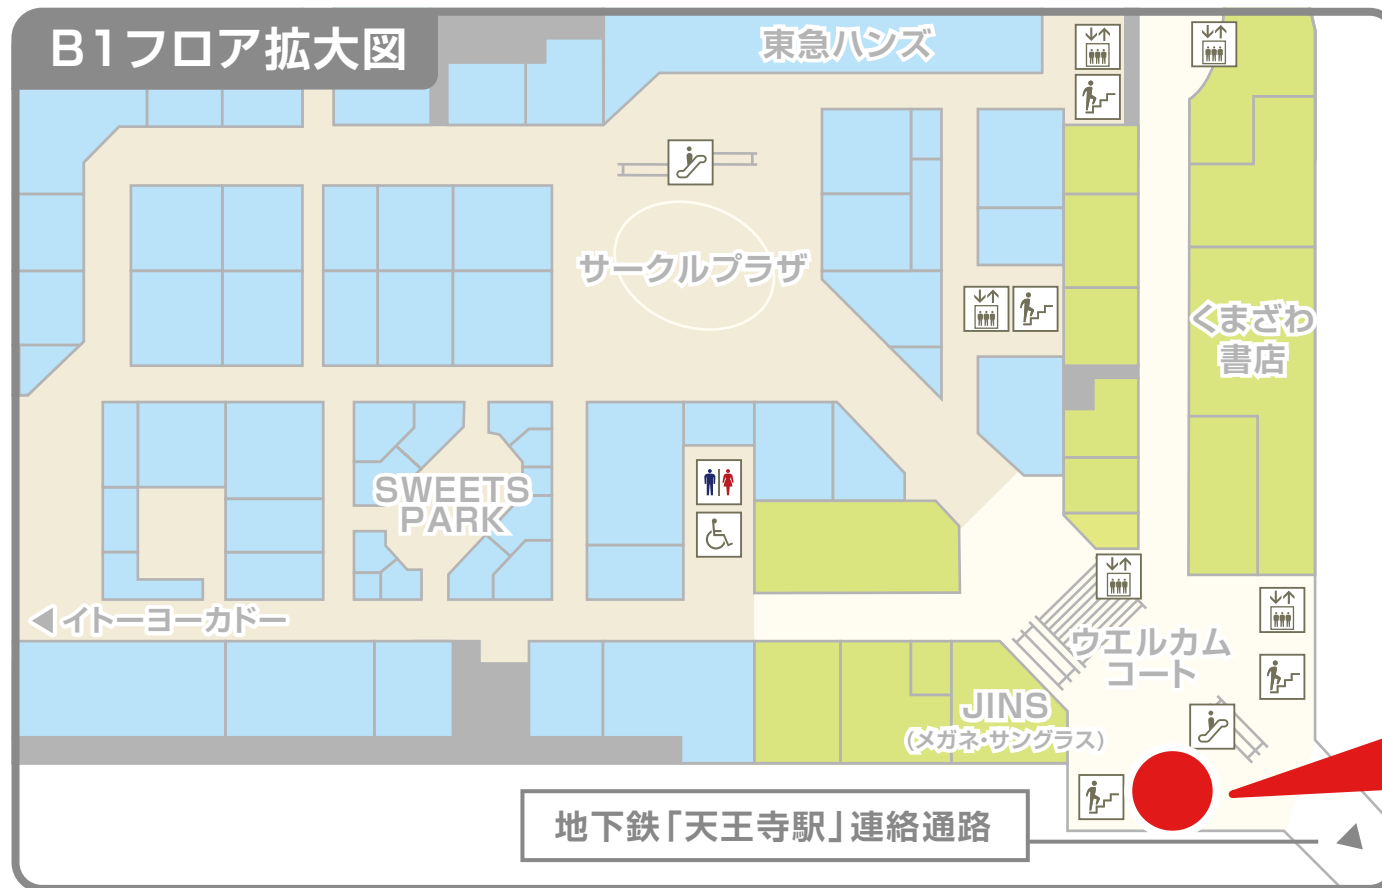 B1フロア拡大図
東急ハンズ
サークルプラザ
くまざわ
書店
SWEETS
PARK
◀イトーヨーカドー
ウエルカム
コート
JINS
(メガネ・サングラス)
地下鉄「天王寺駅」連絡通路